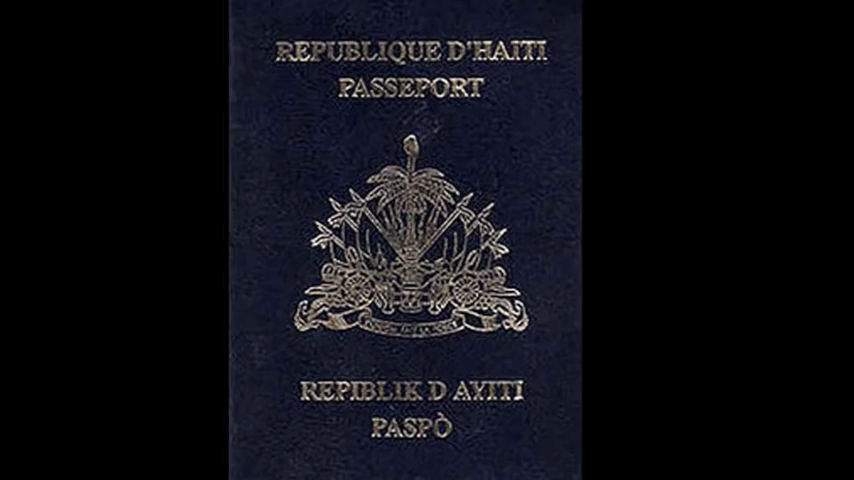 REPUBLIQUE D'HAITI
PASSEPORT
REPIBLIK D AYITI
PASPÒ